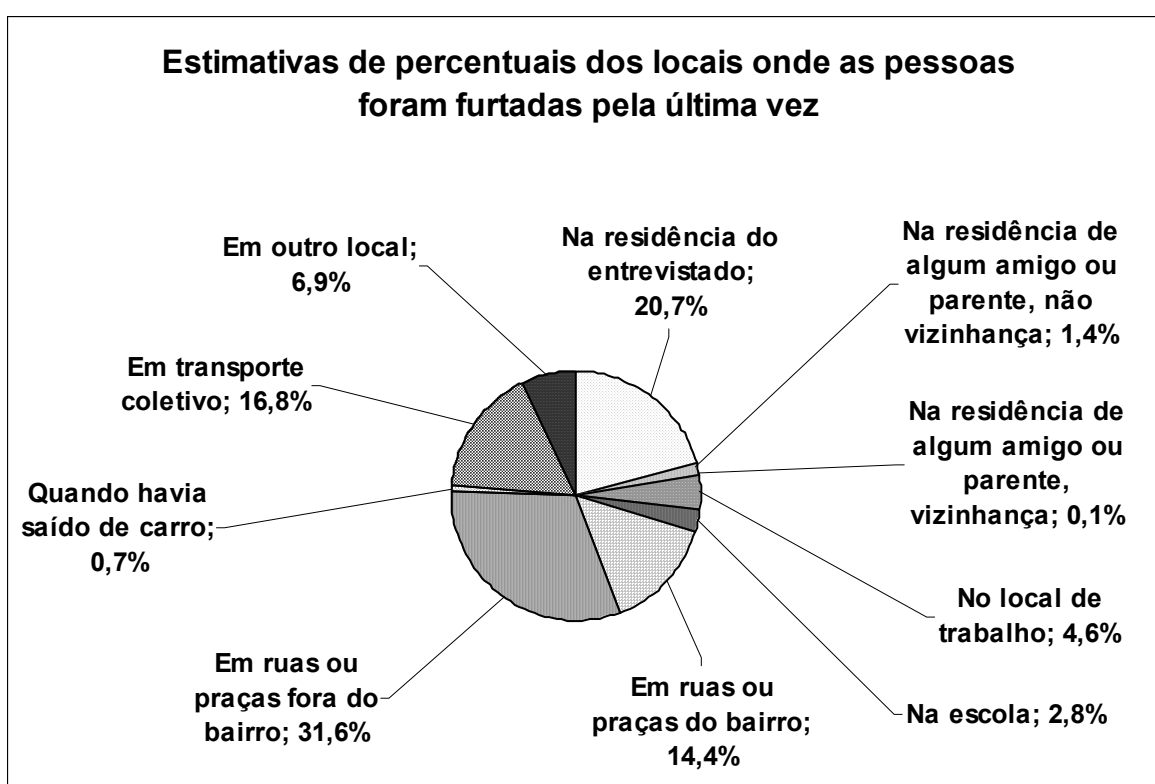 Estimativas de percentuais dos locais onde as pessoas
foram furtadas pela última vez
Em outro local;
6,9%
Na residência do
entrevistado;
20,7%
Na residência de
algum amigo ou
parente, não
vizinhança; 1,4%
Em transporte
coletivo; 16,8%
Na residência de
algum amigo ou
parente,
vizinhança; 0,1%
Quando havia
saído de carro;
0,7%
No local de
trabalho; 4,6%
Em ruas ou
praças fora do
bairro; 31,6%
Em ruas ou
praças do bairro;
14,4%
Na escola; 2,8%